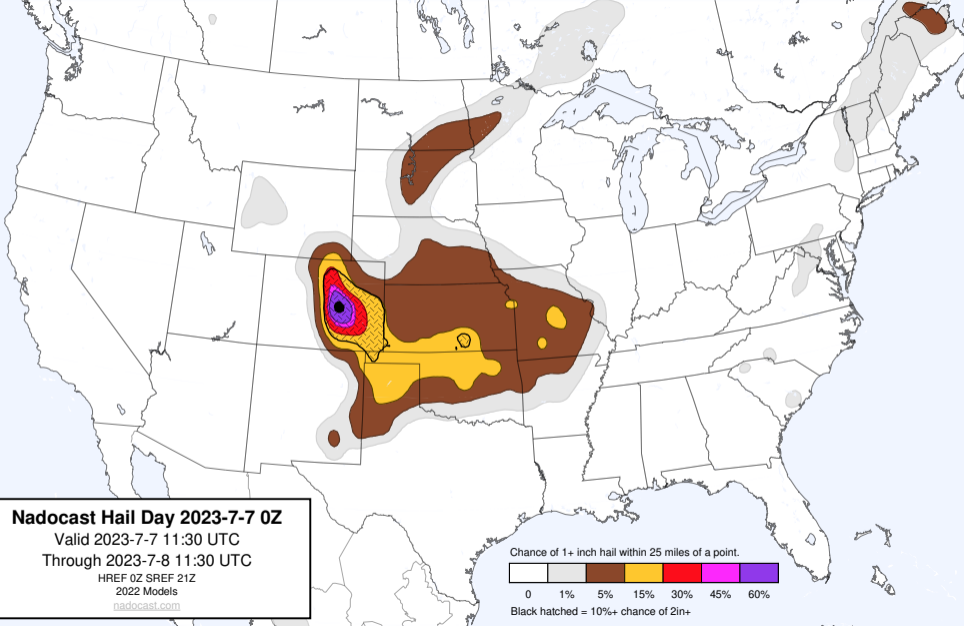 Nadocast Hail Day 2023-7-7 0Z
Valid 2023-7-7 11:30 UTC
Through 2023-7-8 11:30 UTC
HREF 0Z SREF 21Z
2022 Models
nadocast.com
Chance of 1+ inch hail within 25 miles of a point.
0 1% 5% 15% 30% 45% 60%
Black hatched = 10%+ chance of 2in+